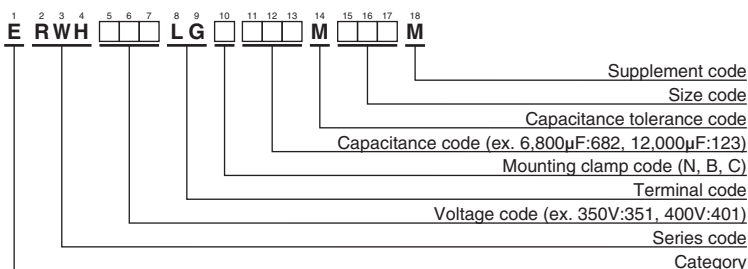 1 2 3 4 5 6 7 8 9 10 11 12 13 14 15 16 17 18
E RWH □□□ LG □ □□□ M □□□ M
Supplement code
Size code
Capacitance tolerance code
Capacitance code (ex. 6,800µF:682, 12,000µF:123)
Mounting clamp code (N, B, C)
Terminal code
Voltage code (ex. 350V:351, 400V:401)
Series code
Category